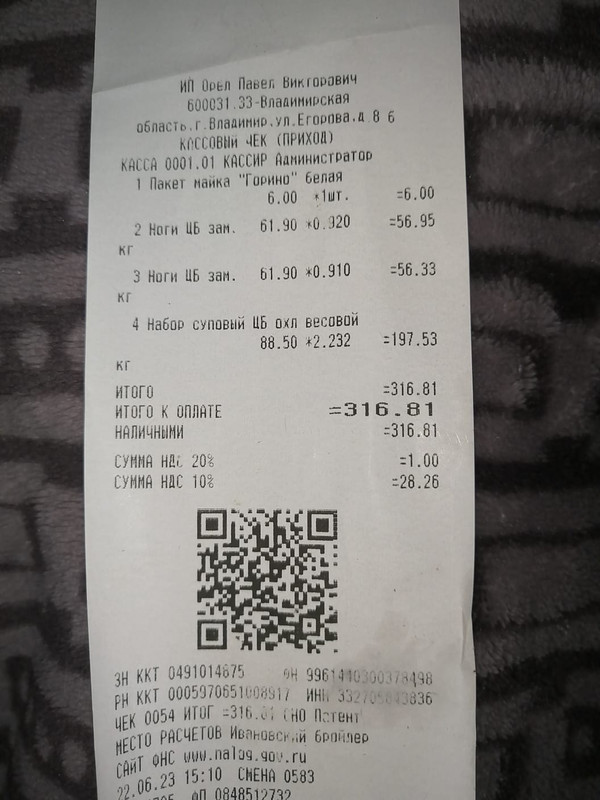 ИП Орел Павел Викторович
600031.33-Владимирская
область.г.Владимир.ул.Егорова.д 8 б
КАССОВЫЙ ЧЕК (ПРИХОД)
КАССА 0001.01 КАССИР Администратор
1 Пакет майка "Горино" белая
6.00 *1шт. =6.00
2 Ноги ЦБ зам. 61.90 *0.920 =56.95
кг
3 Ноги ЦБ зам. 61.90 *0.910 =56.33
кг
4 Набор суповый ЦБ охл весовой
88.50 *2.232 =197.53
кг
ИТОГО =316.81
ИТОГО К ОПЛАТЕ =316.81
НАЛИЧНЫМИ =316.81
СУММА НДС 20% =1.00
СУММА НДС 10% =28.26
ЗН ККТ 0491014675 ФН
РН ККТ ИНН
ЧЕК 0054 ИТОГ =316.81 СНО Патент
МЕСТО РАСЧЕТОВ Ивановский бройлер
САЙТ ФНС www.nalog.gov.ru
22.06.23 15:10 СМЕНА 0583